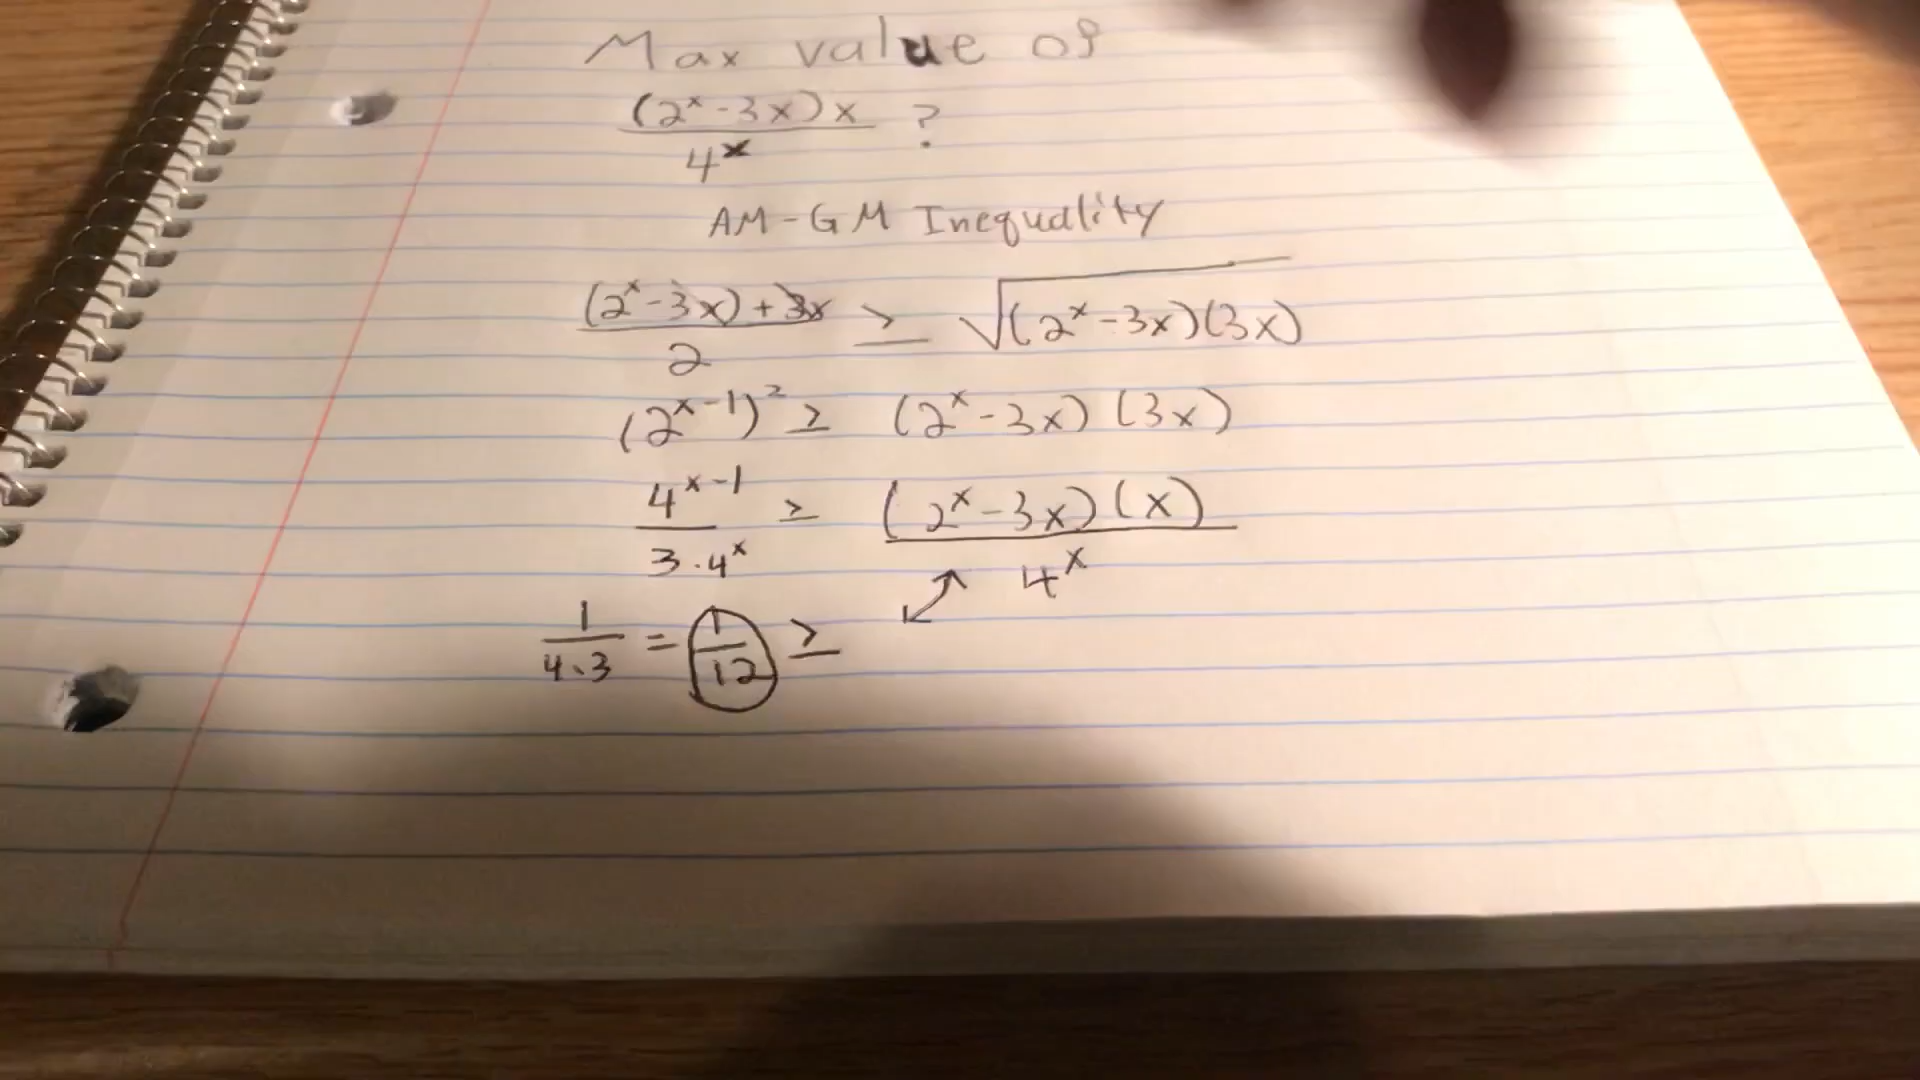 Max value of
(2^x - 3x)x / 4^x ?
AM-GM Inequality
((2^x - 3x) + 3x) / 2 ≥ √((2^x - 3x)(3x))
(2^(x-1))^2 ≥ (2^x - 3x)(3x)
4^(x-1) / (3·4^x) ≥ (2^x - 3x)(x) / 4^x
1 / (4·3) = 1/12 ≥